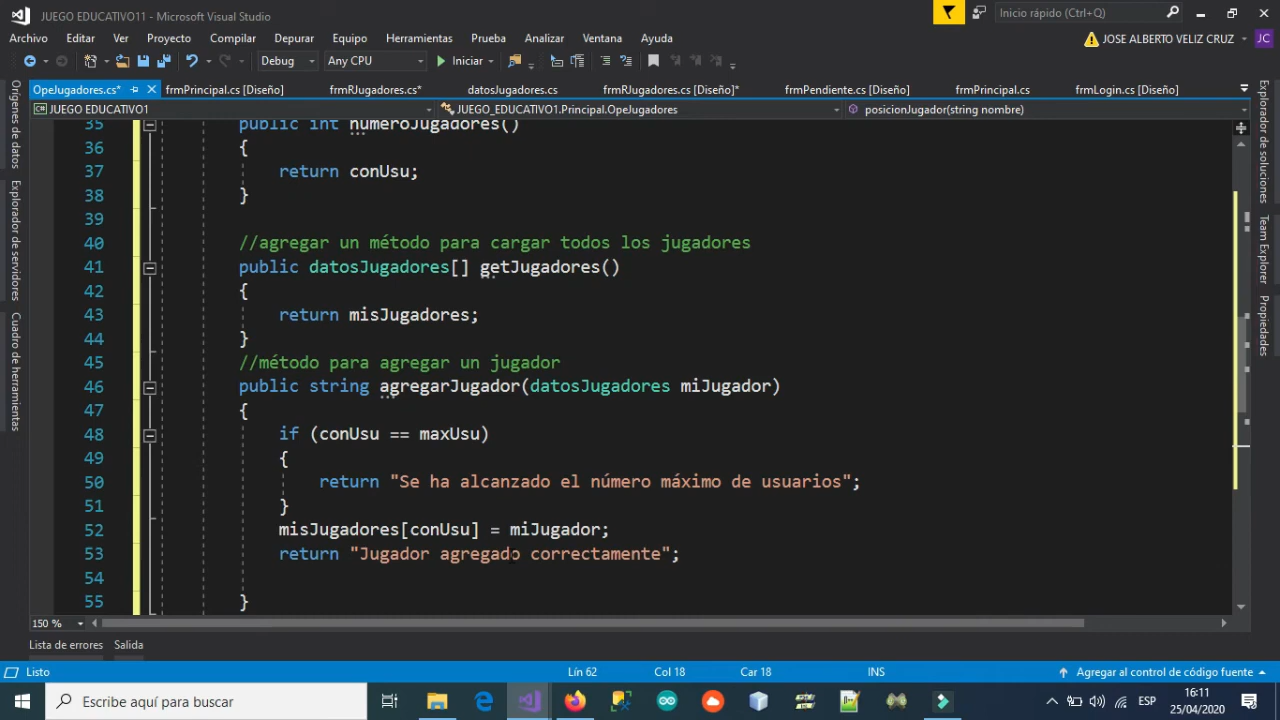 JUEGO EDUCATIVO11 - Microsoft Visual Studio
Inicio rápido (Ctrl+Q)
Archivo Editar Ver Proyecto Compilar Depurar Equipo Herramientas Prueba Analizar Ventana Ayuda
JOSE ALBERTO VELIZ CRUZ JC
Debug Any CPU Iniciar
OpeJugadores.cs* frmPrincipal.cs [Diseño] frmRJugadores.cs* datosJugadores.cs frmRJugadores.cs [Diseño]* frmPendiente.cs [Diseño] frmPrincipal.cs frmLogin.cs [Diseño]
JUEGO EDUCATIVO1 JUEGO_EDUCATIVO1.Principal.OpeJugadores posicionJugador(string nombre)
Orígenes de datos
Explorador de servidores
Cuadro de herramientas
35 public int numeroJugadores()
36 {
37 return conUsu;
38 }
39
40 //agregar un método para cargar todos los jugadores
41 public datosJugadores[] getJugadores()
42 {
43 return misJugadores;
44 }
45 //método para agregar un jugador
46 public string agregarJugador(datosJugadores miJugador)
47 {
48 if (conUsu == maxUsu)
49 {
50 return "Se ha alcanzado el número máximo de usuarios";
51 }
52 misJugadores[conUsu] = miJugador;
53 return "Jugador agregado correctamente";
54
55 }
Explorador de soluciones
Team Explorer
Propiedades
150 %
Lista de errores Salida
Listo Lín 62 Col 18 Car 18 INS Agregar al control de código fuente
Escribe aquí para buscar
ESP
16:11
25/04/2020